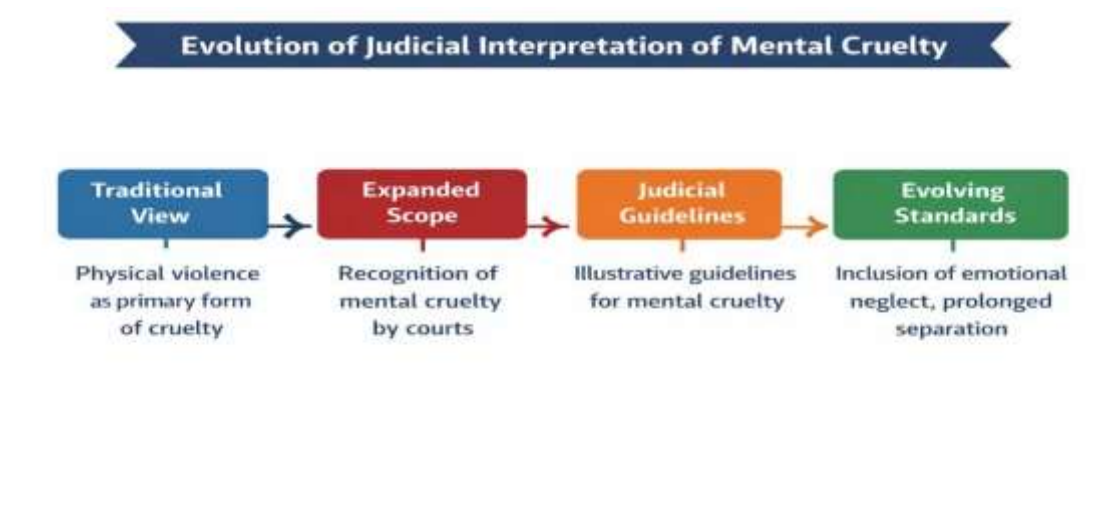 Evolution of Judicial Interpretation of Mental Cruelty
Traditional
View
Physical violence
as primary form
of cruelty
Expanded
Scope
Recognition of
mental cruelty
by courts
Judicial
Guidelines
Illustrative guidelines
for mental cruelty
Evolving
Standards
Inclusion of emotional
neglect, prolonged
separation